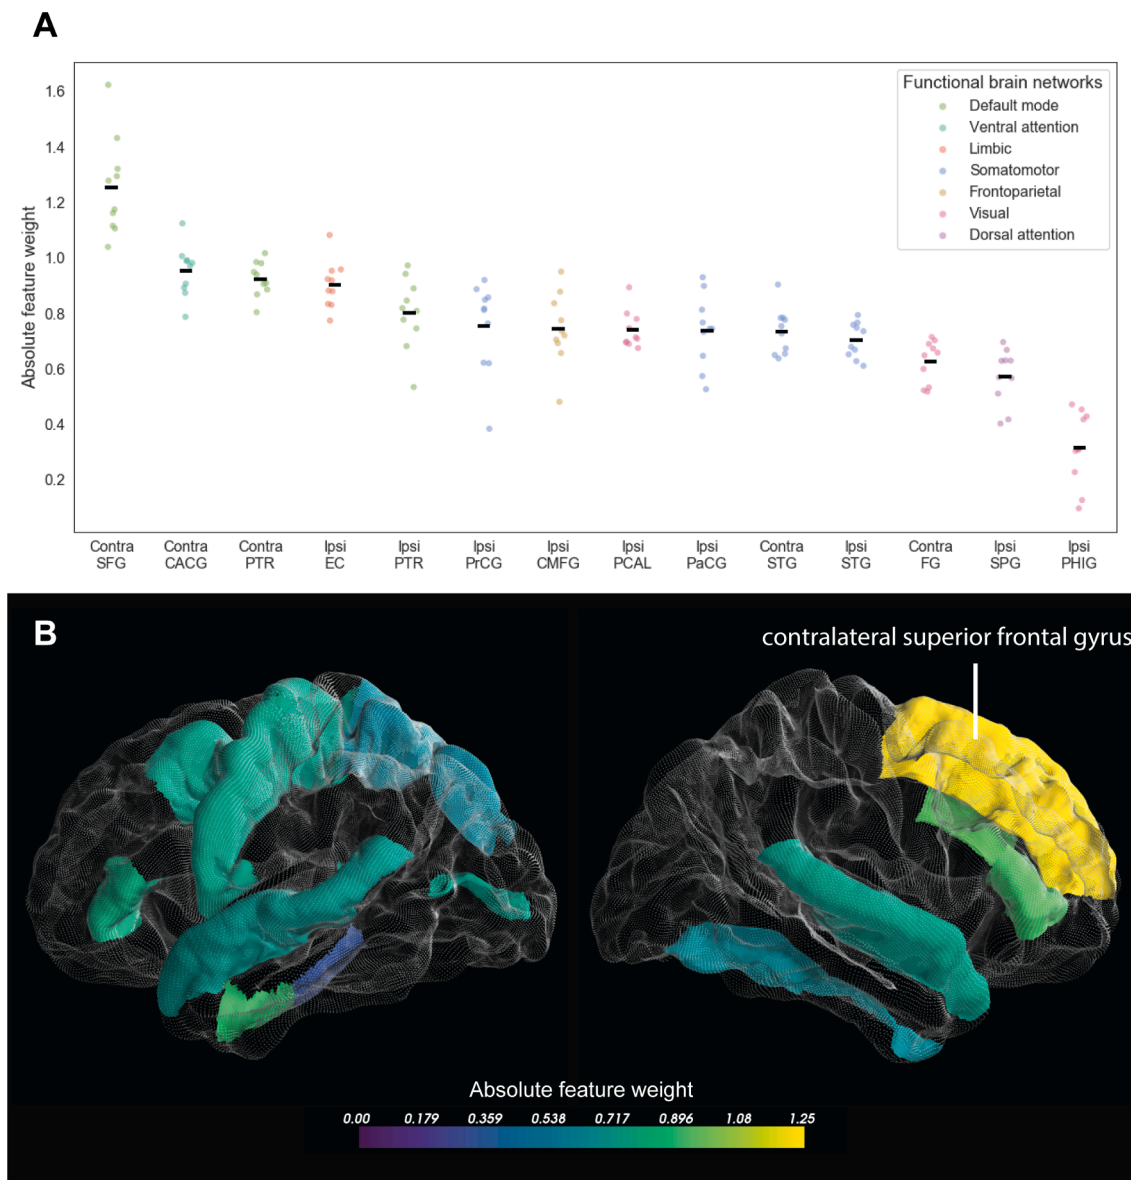 A
Absolute feature weight
1.6
1.4
1.2
1.0
0.8
0.6
0.4
0.2
Functional brain networks
Default mode
Ventral attention
Limbic
Somatomotor
Frontoparietal
Visual
Dorsal attention
Contra Contra Contra Ipsi Ipsi Ipsi Ipsi Ipsi Ipsi Contra Ipsi Contra Ipsi Ipsi
SFG CACG PTR EC PTR PrCG CMFG PCAL PaCG STG STG FG SPG PHIG
B
contralateral superior frontal gyrus
Absolute feature weight
0.00 0.179 0.359 0.538 0.717 0.896 1.08 1.25